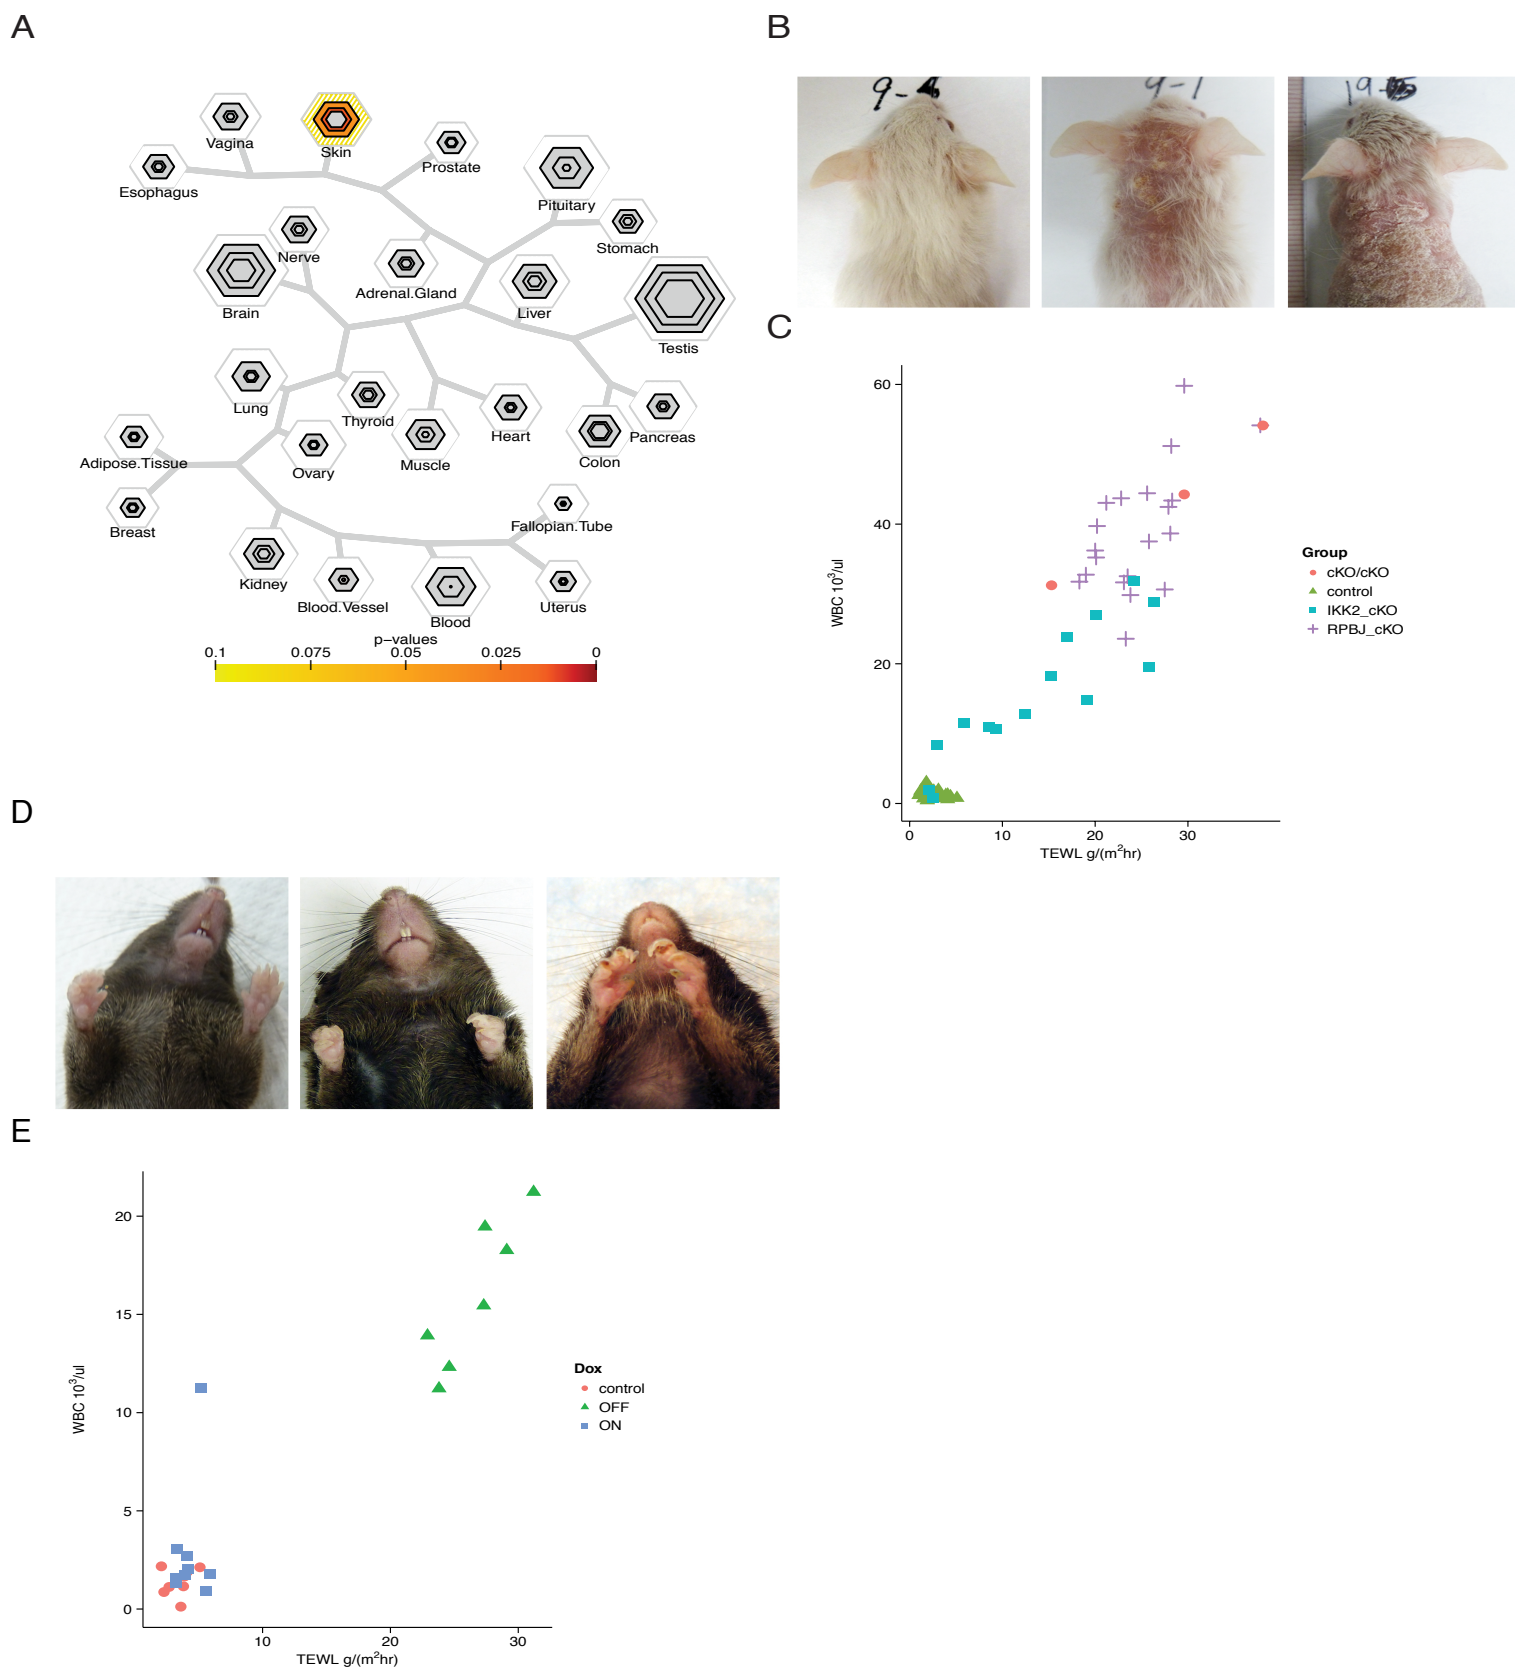 A
Vagina
Skin
Prostate
Esophagus
Pituitary
Nerve
Stomach
Adrenal.Gland
Brain
Liver
Testis
Lung
Thyroid
Heart
Pancreas
Adipose.Tissue
Ovary
Muscle
Colon
Breast
Fallopian.Tube
Kidney
Blood.Vessel
Uterus
Blood
p−values
0.1 0.075 0.05 0.025 0
B
9-1
C
60
40
20
0
WBC 10³/ul
0 10 20 30
TEWL g/(m²hr)
Group
cKO/cKO
control
IKK2_cKO
RPBJ_cKO
D
E
20
15
10
5
0
WBC 10³/ul
10 20 30
TEWL g/(m²hr)
Dox
control
OFF
ON